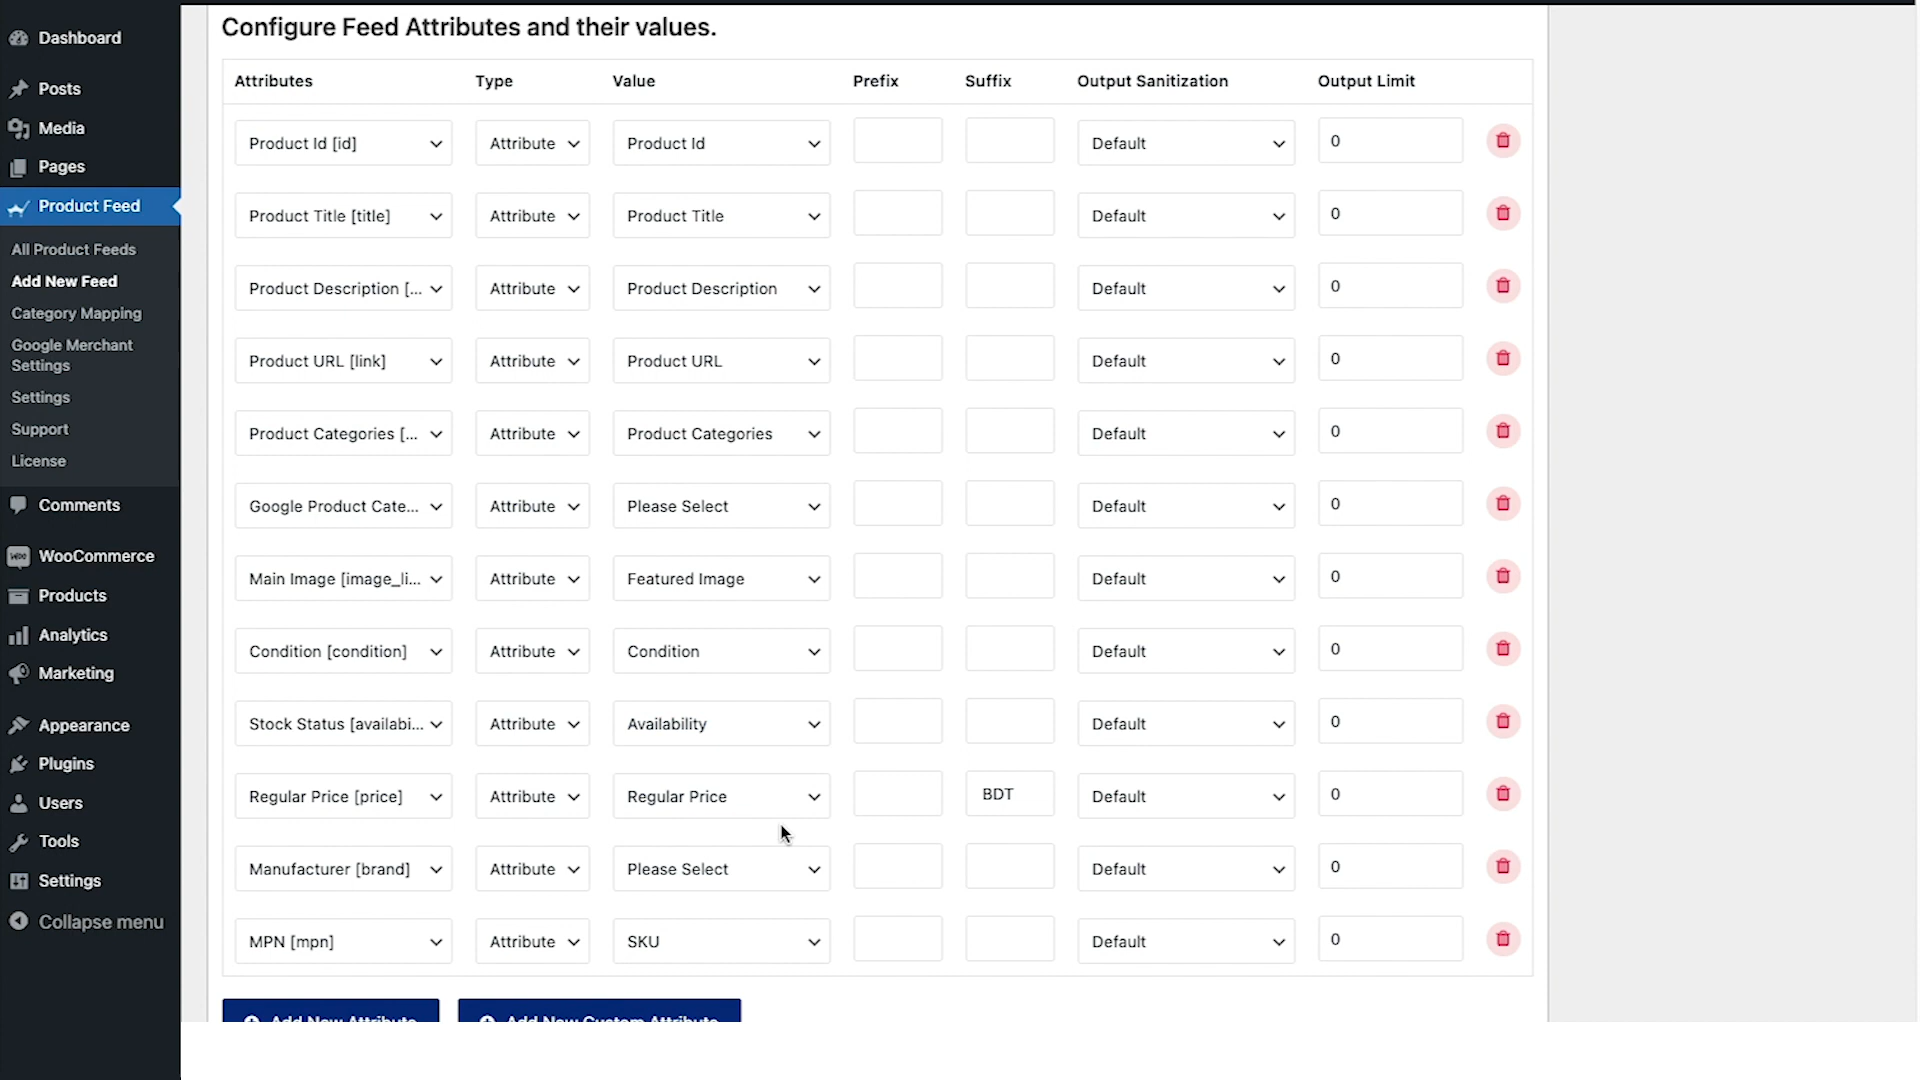 Dashboard
Posts
Media
Pages
Product Feed
All Product Feeds
Add New Feed
Category Mapping
Google Merchant
Settings
Settings
Support
License
Comments
Woo WooCommerce
Products
Analytics
Marketing
Appearance
Plugins
Users
Tools
Settings
Collapse menu
Configure Feed Attributes and their values.
Attributes Type Value Prefix Suffix Output Sanitization Output Limit
Product Id [id] Attribute Product Id Default 0
Product Title [title] Attribute Product Title Default 0
Product Description [... Attribute Product Description Default 0
Product URL [link] Attribute Product URL Default 0
Product Categories [... Attribute Product Categories Default 0
Google Product Cate... Attribute Please Select Default 0
Main Image [image_li... Attribute Featured Image Default 0
Condition [condition] Attribute Condition Default 0
Stock Status [availabi... Attribute Availability Default 0
Regular Price [price] Attribute Regular Price BDT Default 0
Manufacturer [brand] Attribute Please Select Default 0
MPN [mpn] Attribute SKU Default 0
Add New Attribute Add New Custom Attribute